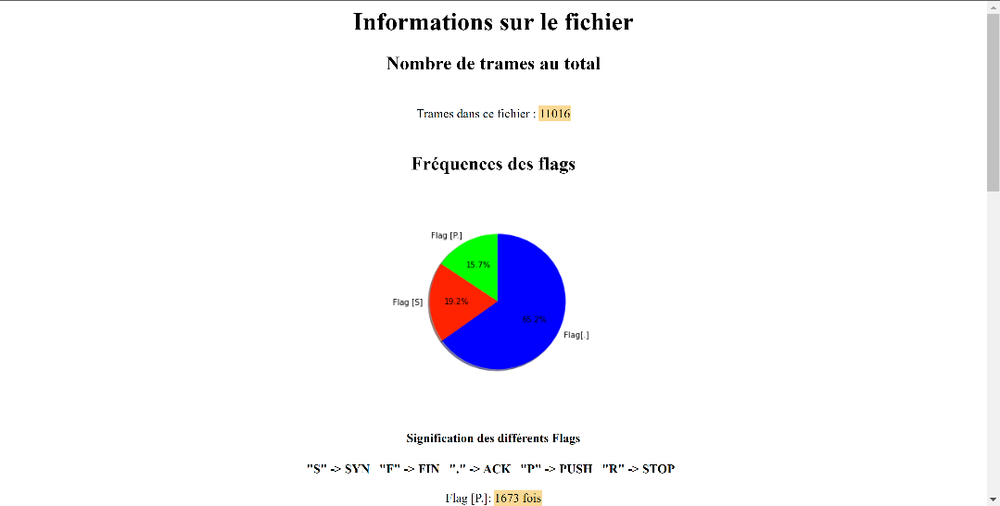 Informations sur le fichier
Nombre de trames au total
Trames dans ce fichier : 11016
Fréquences des flags
Flag [P.]
15.7%
Flag [S]
19.2%
65.2%
Flag[.]
Signification des différents Flags
"S" -> SYN "F" -> FIN "." -> ACK "P" -> PUSH "R" -> STOP
Flag [P.]: 1673 fois